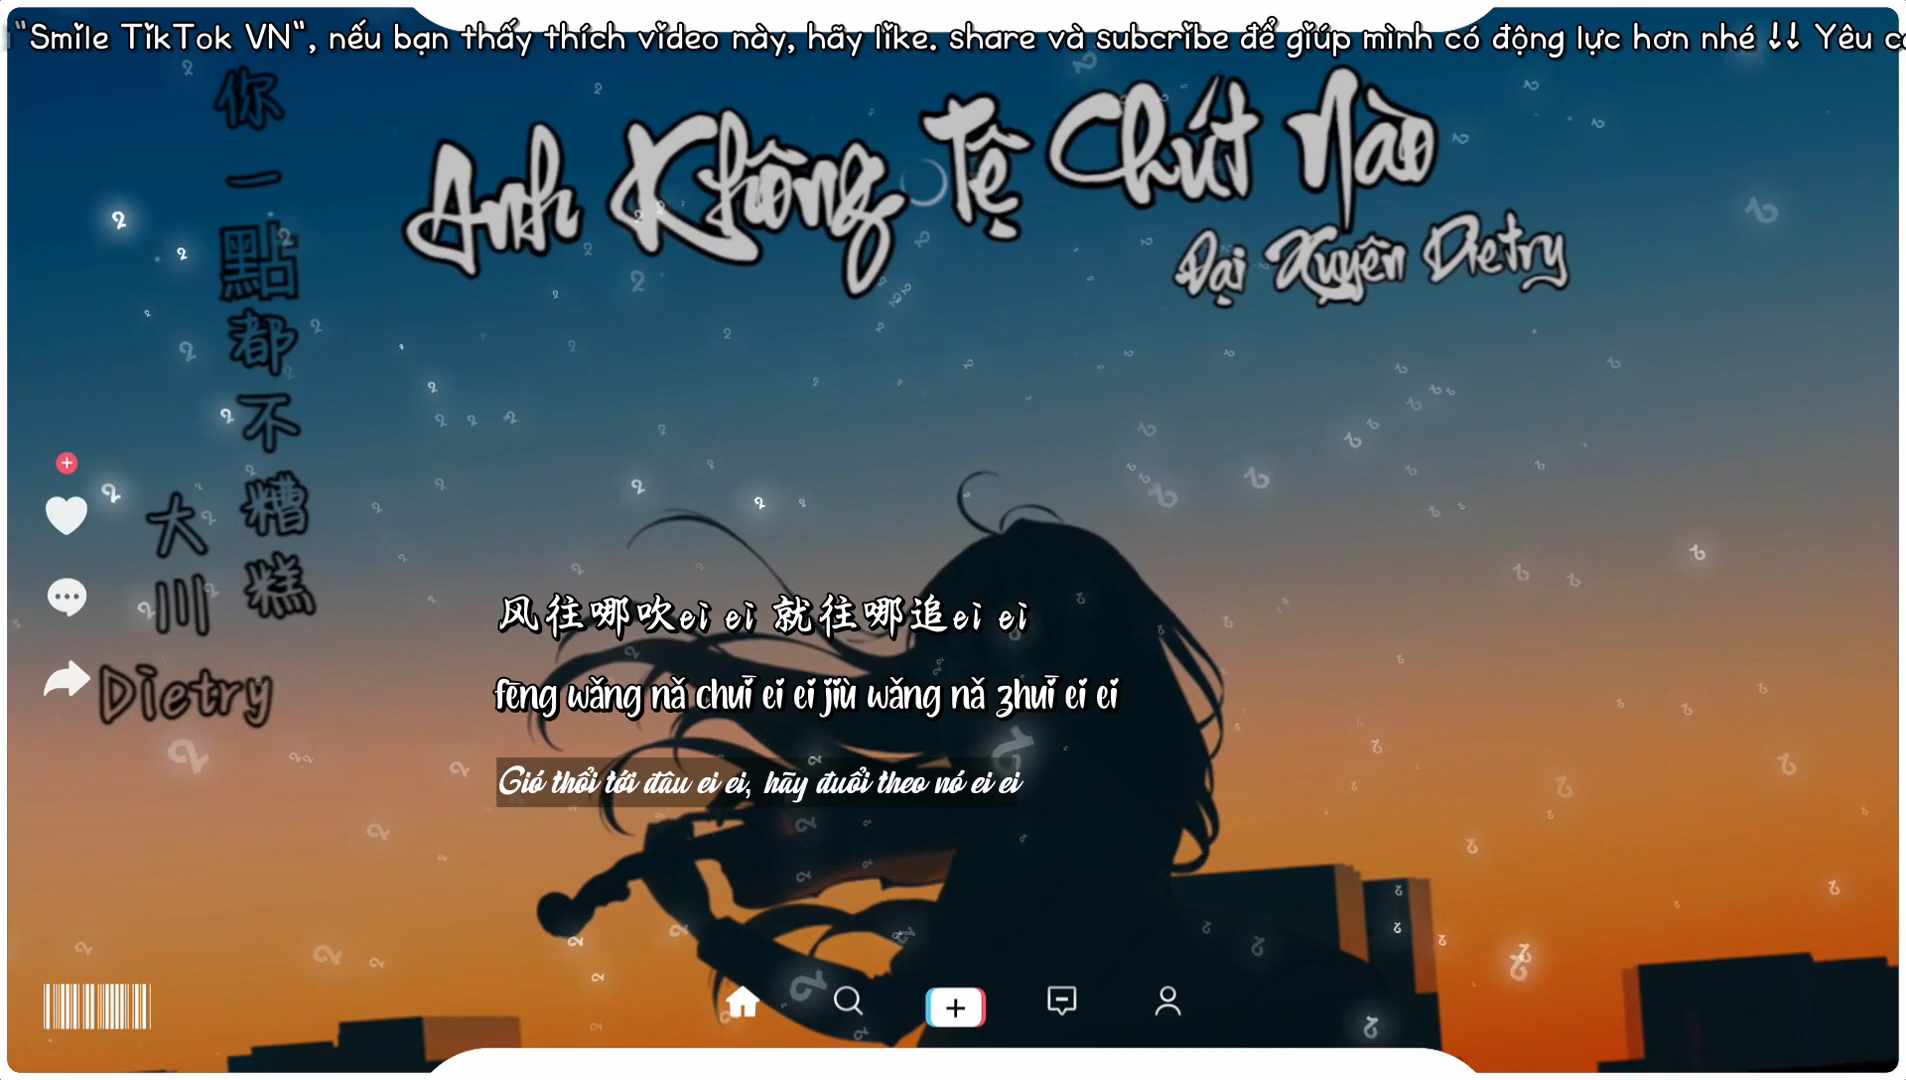 "Smile TikTok VN", nếu bạn thấy thích video này, hãy like. share và subcribe để giúp mình có động lực hơn nhé !! Yêu
Anh Không Tệ Chút Nào
Đại Xuyên Dietry
你一點都不糟糕
大川
Dietry
风往哪吹ei ei 就往哪追ei ei
fēng wǎng nǎ chuī ei ei jiù wǎng nǎ zhuī ei ei
Gió thổi tới đâu ei ei, hãy đuổi theo nó ei ei